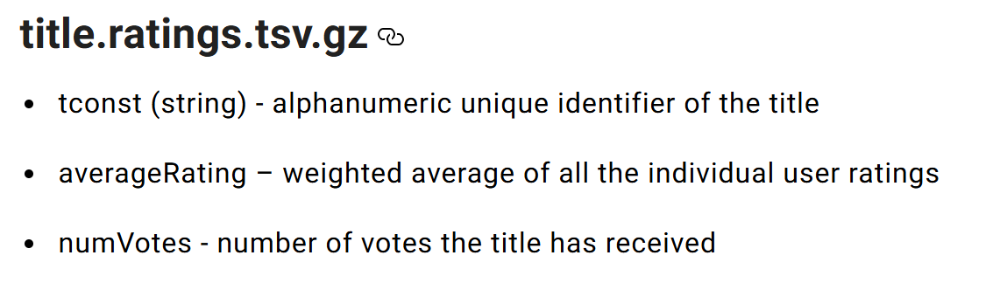 title.ratings.tsv.gz
• tconst (string) - alphanumeric unique identifier of the title
• averageRating – weighted average of all the individual user ratings
• numVotes - number of votes the title has received